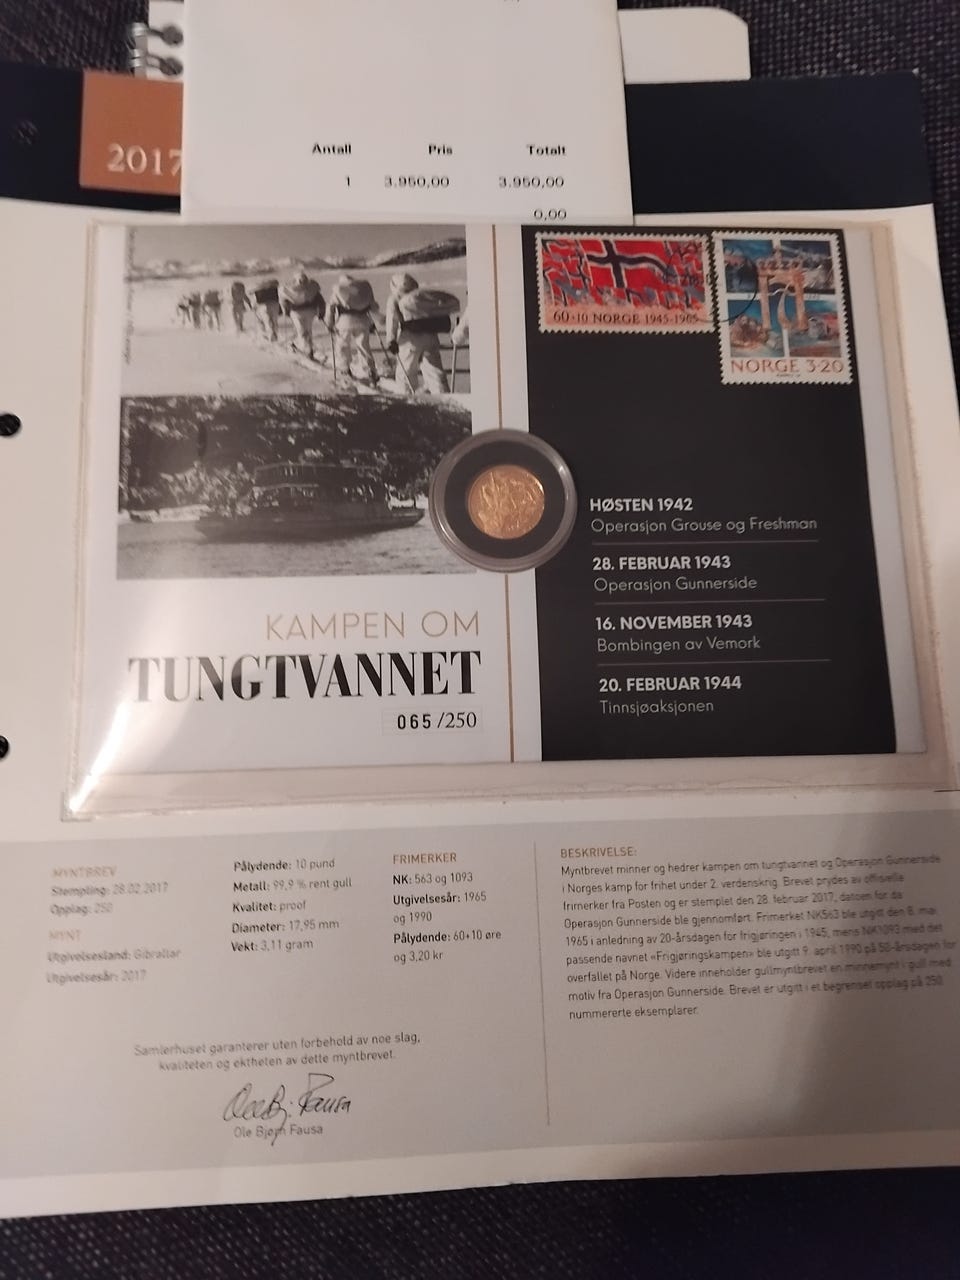 2017
Antall Pris Totalt
1 3.950,00 3.950,00
0,00
60+10 NORGE 1945-1965
NORGE 3·20
HØSTEN 1942
Operasjon Grouse og Freshman
28. FEBRUAR 1943
Operasjon Gunnerside
16. NOVEMBER 1943
Bombingen av Vemork
20. FEBRUAR 1944
Tinnsjøaksjonen
KAMPEN OM
TUNGTVANNET
065/250
MYNTBREV
Stempling: 28.02.2017
Opplag: 250
MYNT
Utgivelsesland: Gibraltar
Utgivelsesår: 2017
Pålydende: 10 pund
Metall: 99,9 % rent gull
Kvalitet: proof
Diameter: 17,95 mm
Vekt: 3,11 gram
FRIMERKER
NK: 563 og 1093
Utgivelsesår: 1965
og 1990
Pålydende: 60+10 øre
og 3,20 kr
BESKRIVELSE:
Myntbrevet minner og hedrer kampen om tungtvannet og Operasjon Gunnerside
i Norges kamp for frihet under 2. verdenskrig. Brevet prydes av offisielle
frimerker fra Posten og er stemplet den 28. februar 2017, datoen for da
Operasjon Gunnerside ble gjennomført. Frimerket NK563 ble utgitt den 8. mai
1965 i anledning av 20-årsdagen for frigjøringen i 1945, mens NK1093 med det
passende navnet «Frigjøringskampen» ble utgitt 9. april 1990 på 50-årsdagen for
overfallet på Norge. Videre inneholder gullmyntbrevet en minnemynt i gull med
motiv fra Operasjon Gunnerside. Brevet er utgitt i et begrenset opplag på 250
nummererte eksemplarer.
Samlerhuset garanterer uten forbehold av noe slag,
kvaliteten og ektheten av dette myntbrevet.
Ole Bj. Fausa
Ole Bjørn Fausa